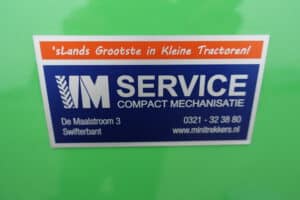 'sLands Grootste in Kleine Tractoren!
IM SERVICE
COMPACT MECHANISATIE
De Maalstroom 3 0321 - 32 38 80
Swifterbant www.minitrekkers.nl